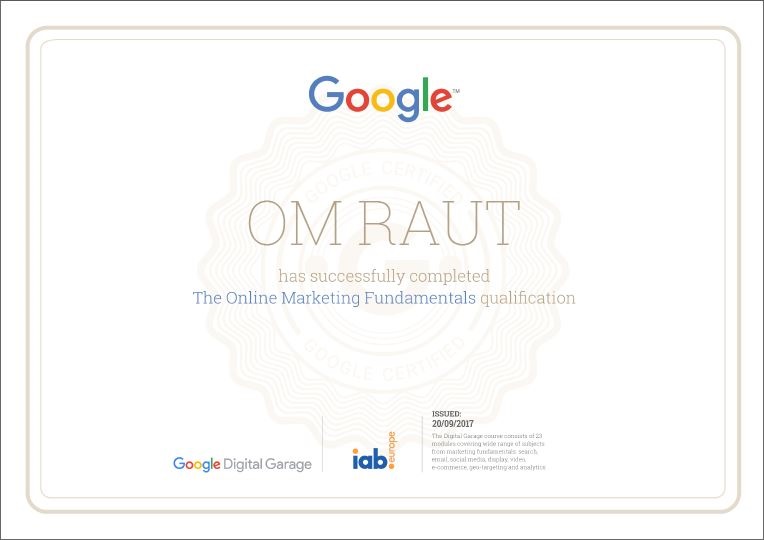 Google™
GOOGLE CERTIFIED
OM RAUT
has successfully completed
The Online Marketing Fundamentals qualification
GOOGLE CERTIFIED
Google Digital Garage
iab europe
ISSUED:
20/09/2017
The Digital Garage course consists of 23
modules covering wide range of subjects
from marketing fundamentals: search,
email, social media, display, video,
e-commerce, geo-targeting and analytics